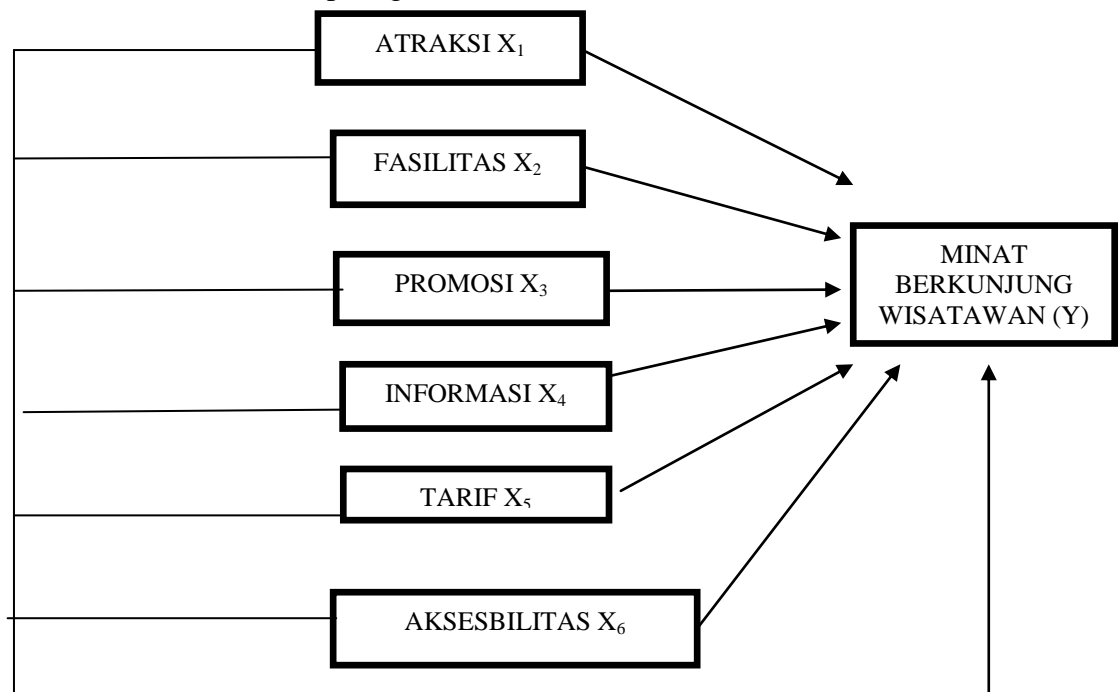 ATRAKSI X₁
FASILITAS X₂
PROMOSI X₃
INFORMASI X₄
TARIF X₅
AKSESBILITAS X₆
MINAT
BERKUNJUNG
WISATAWAN (Y)